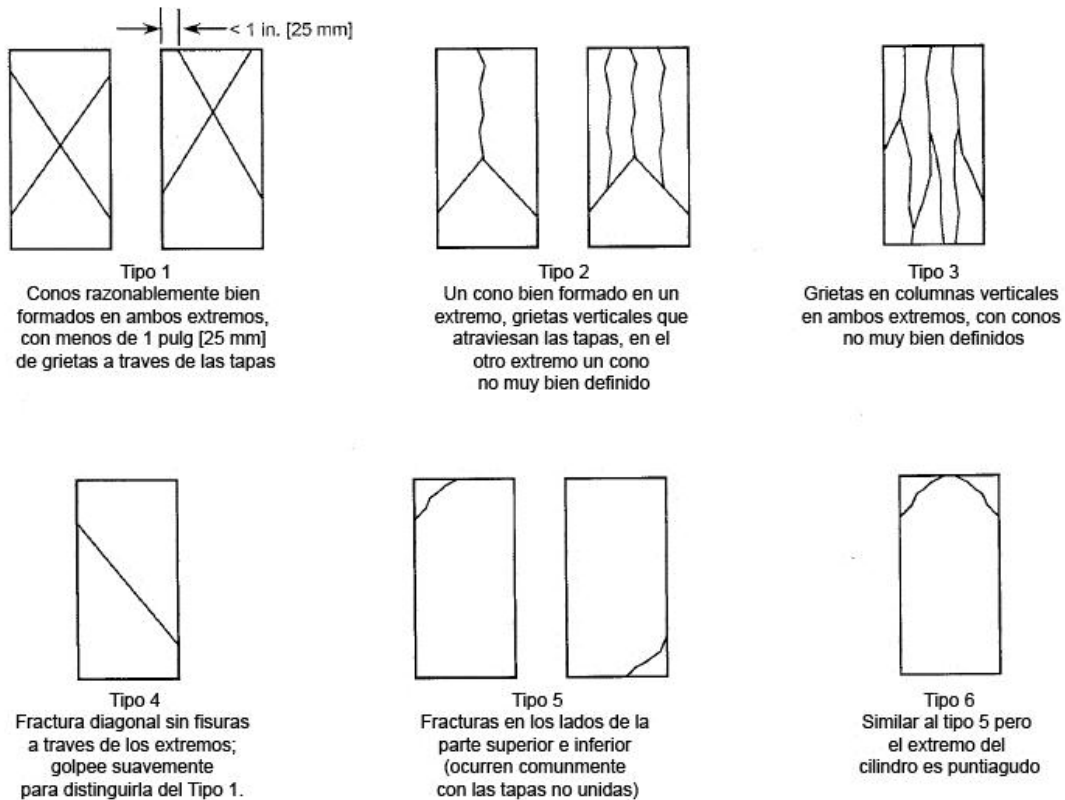 < 1 in. [25 mm]
Tipo 1
Conos razonablemente bien
formados en ambos extremos,
con menos de 1 pulg [25 mm]
de grietas a traves de las tapas
Tipo 2
Un cono bien formado en un
extremo, grietas verticales que
atraviesan las tapas, en el
otro extremo un cono
no muy bien definido
Tipo 3
Grietas en columnas verticales
en ambos extremos, con conos
no muy bien definidos
Tipo 4
Fractura diagonal sin fisuras
a traves de los extremos;
golpee suavemente
para distinguirla del Tipo 1.
Tipo 5
Fracturas en los lados de la
parte superior e inferior
(ocurren comunmente
con las tapas no unidas)
Tipo 6
Similar al tipo 5 pero
el extremo del
cilindro es puntiagudo